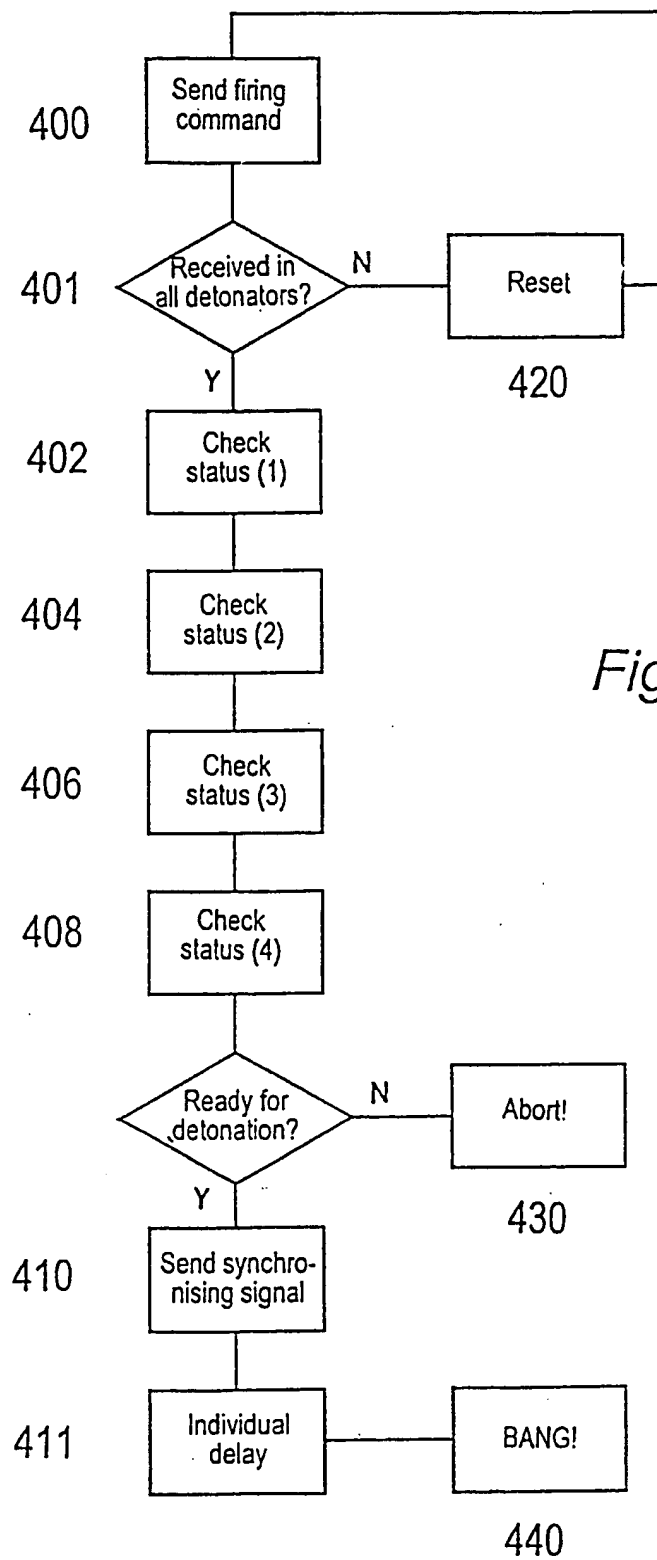 Send firing
command
400
Received in
all detonators?
N
401
Reset
Y
420
Check
status (1)
402
Check
status (2)
404
Fig
Check
status (3)
406
Check
status (4)
408
Ready for
detonation?
N
Abort!
Y
430
Send synchro-
nising signal
410
Individual
delay
411
BANG!
440